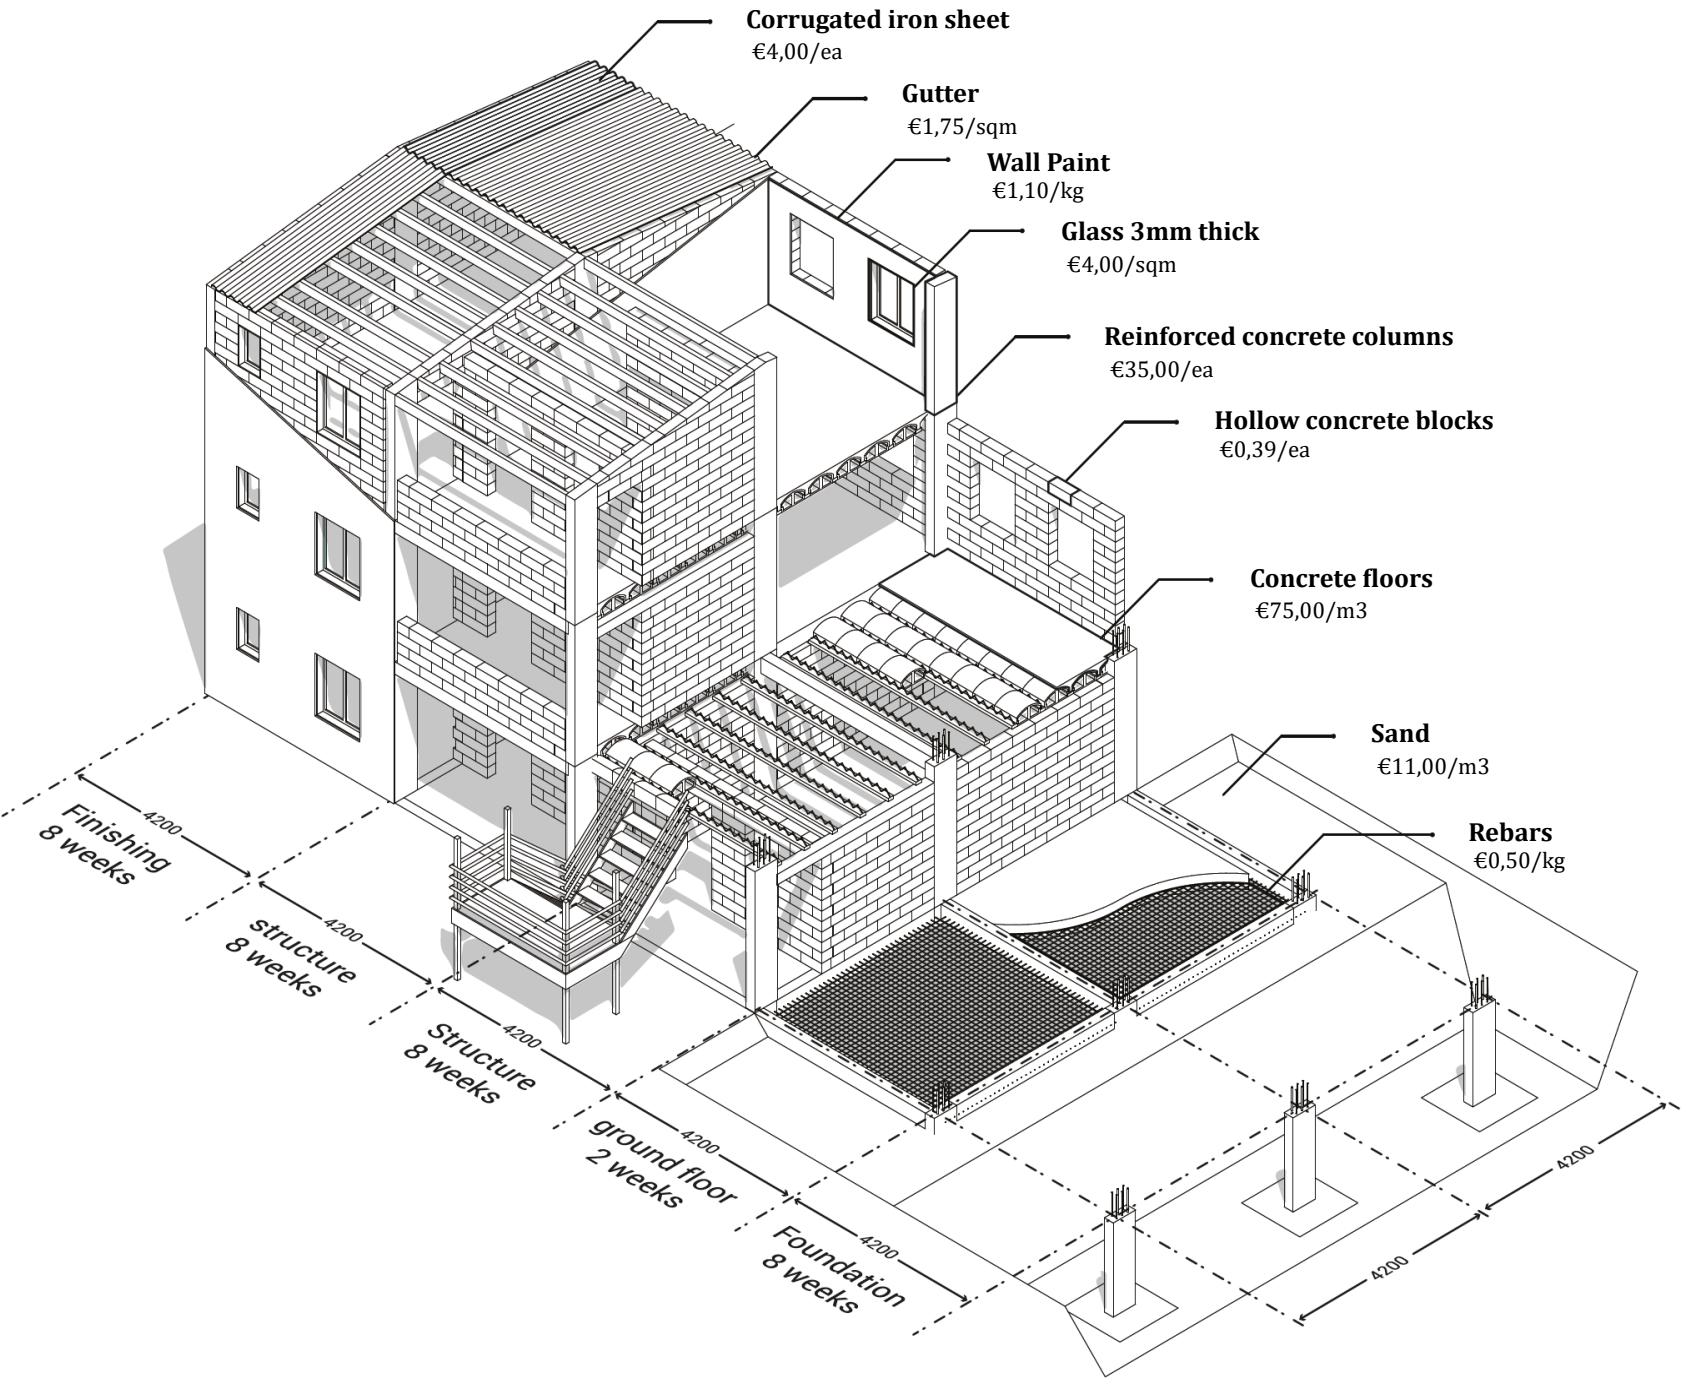 Corrugated iron sheet
€4,00/ea
Gutter
€1,75/sqm
Wall Paint
€1,10/kg
Glass 3mm thick
€4,00/sqm
Reinforced concrete columns
€35,00/ea
Hollow concrete blocks
€0,39/ea
Concrete floors
€75,00/m3
Sand
€11,00/m3
Rebars
€0,50/kg
4200
Finishing
8 weeks
4200
structure
8 weeks
4200
Structure
8 weeks
4200
ground floor
2 weeks
4200
Foundation
8 weeks
4200
4200